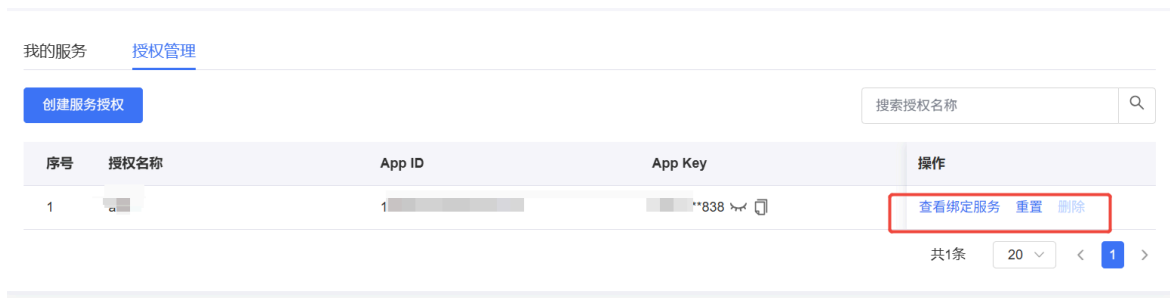 我的服务 授权管理
创建服务授权 搜索授权名称
序号 授权名称 App ID App Key 操作
1 1 **838 查看绑定服务 重置 删除
共1条 20 1